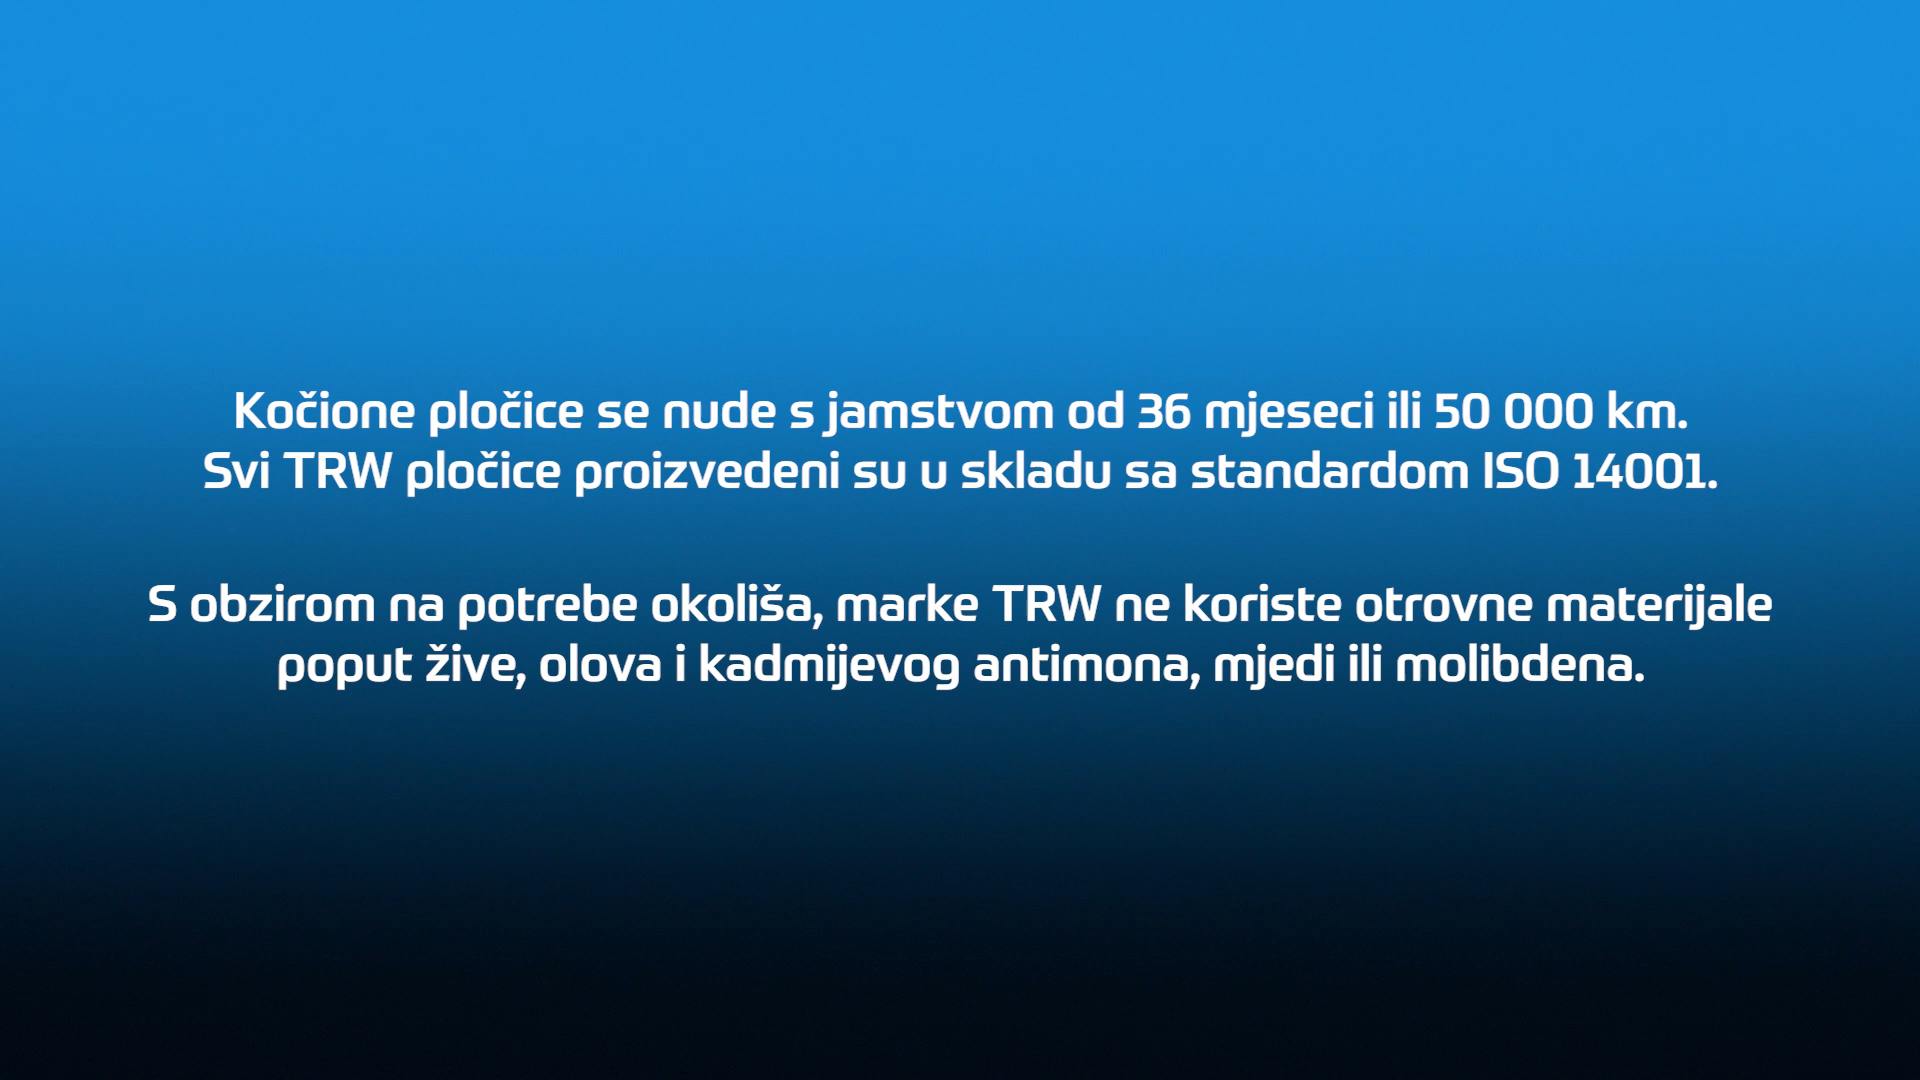 Kočione pločice se nude s jamstvom od 36 mjeseci ili 50 000 km.
Svi TRW pločice proizvedeni su u skladu sa standardom ISO 14001.
S obzirom na potrebe okoliša, marke TRW ne koriste otrovne materijale
poput žive, olova i kadmijevog antimona, mjedi ili molibdena.